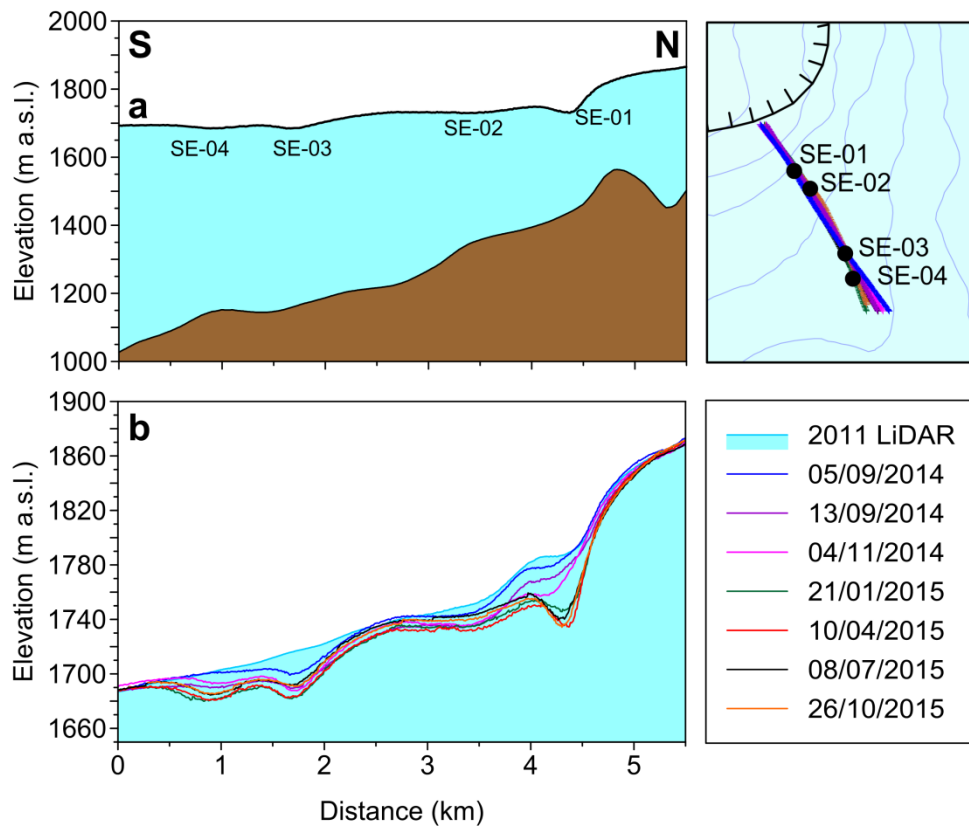 S
N
a
2000
1800
1600
1400
1200
1000
Elevation (m a.s.l.)
SE-04
SE-03
SE-02
SE-01
SE-01
SE-02
SE-03
SE-04
b
1900
1860
1820
1780
1740
1700
1660
Elevation (m a.s.l.)
0 1 2 3 4 5
Distance (km)
2011 LiDAR
05/09/2014
13/09/2014
04/11/2014
21/01/2015
10/04/2015
08/07/2015
26/10/2015